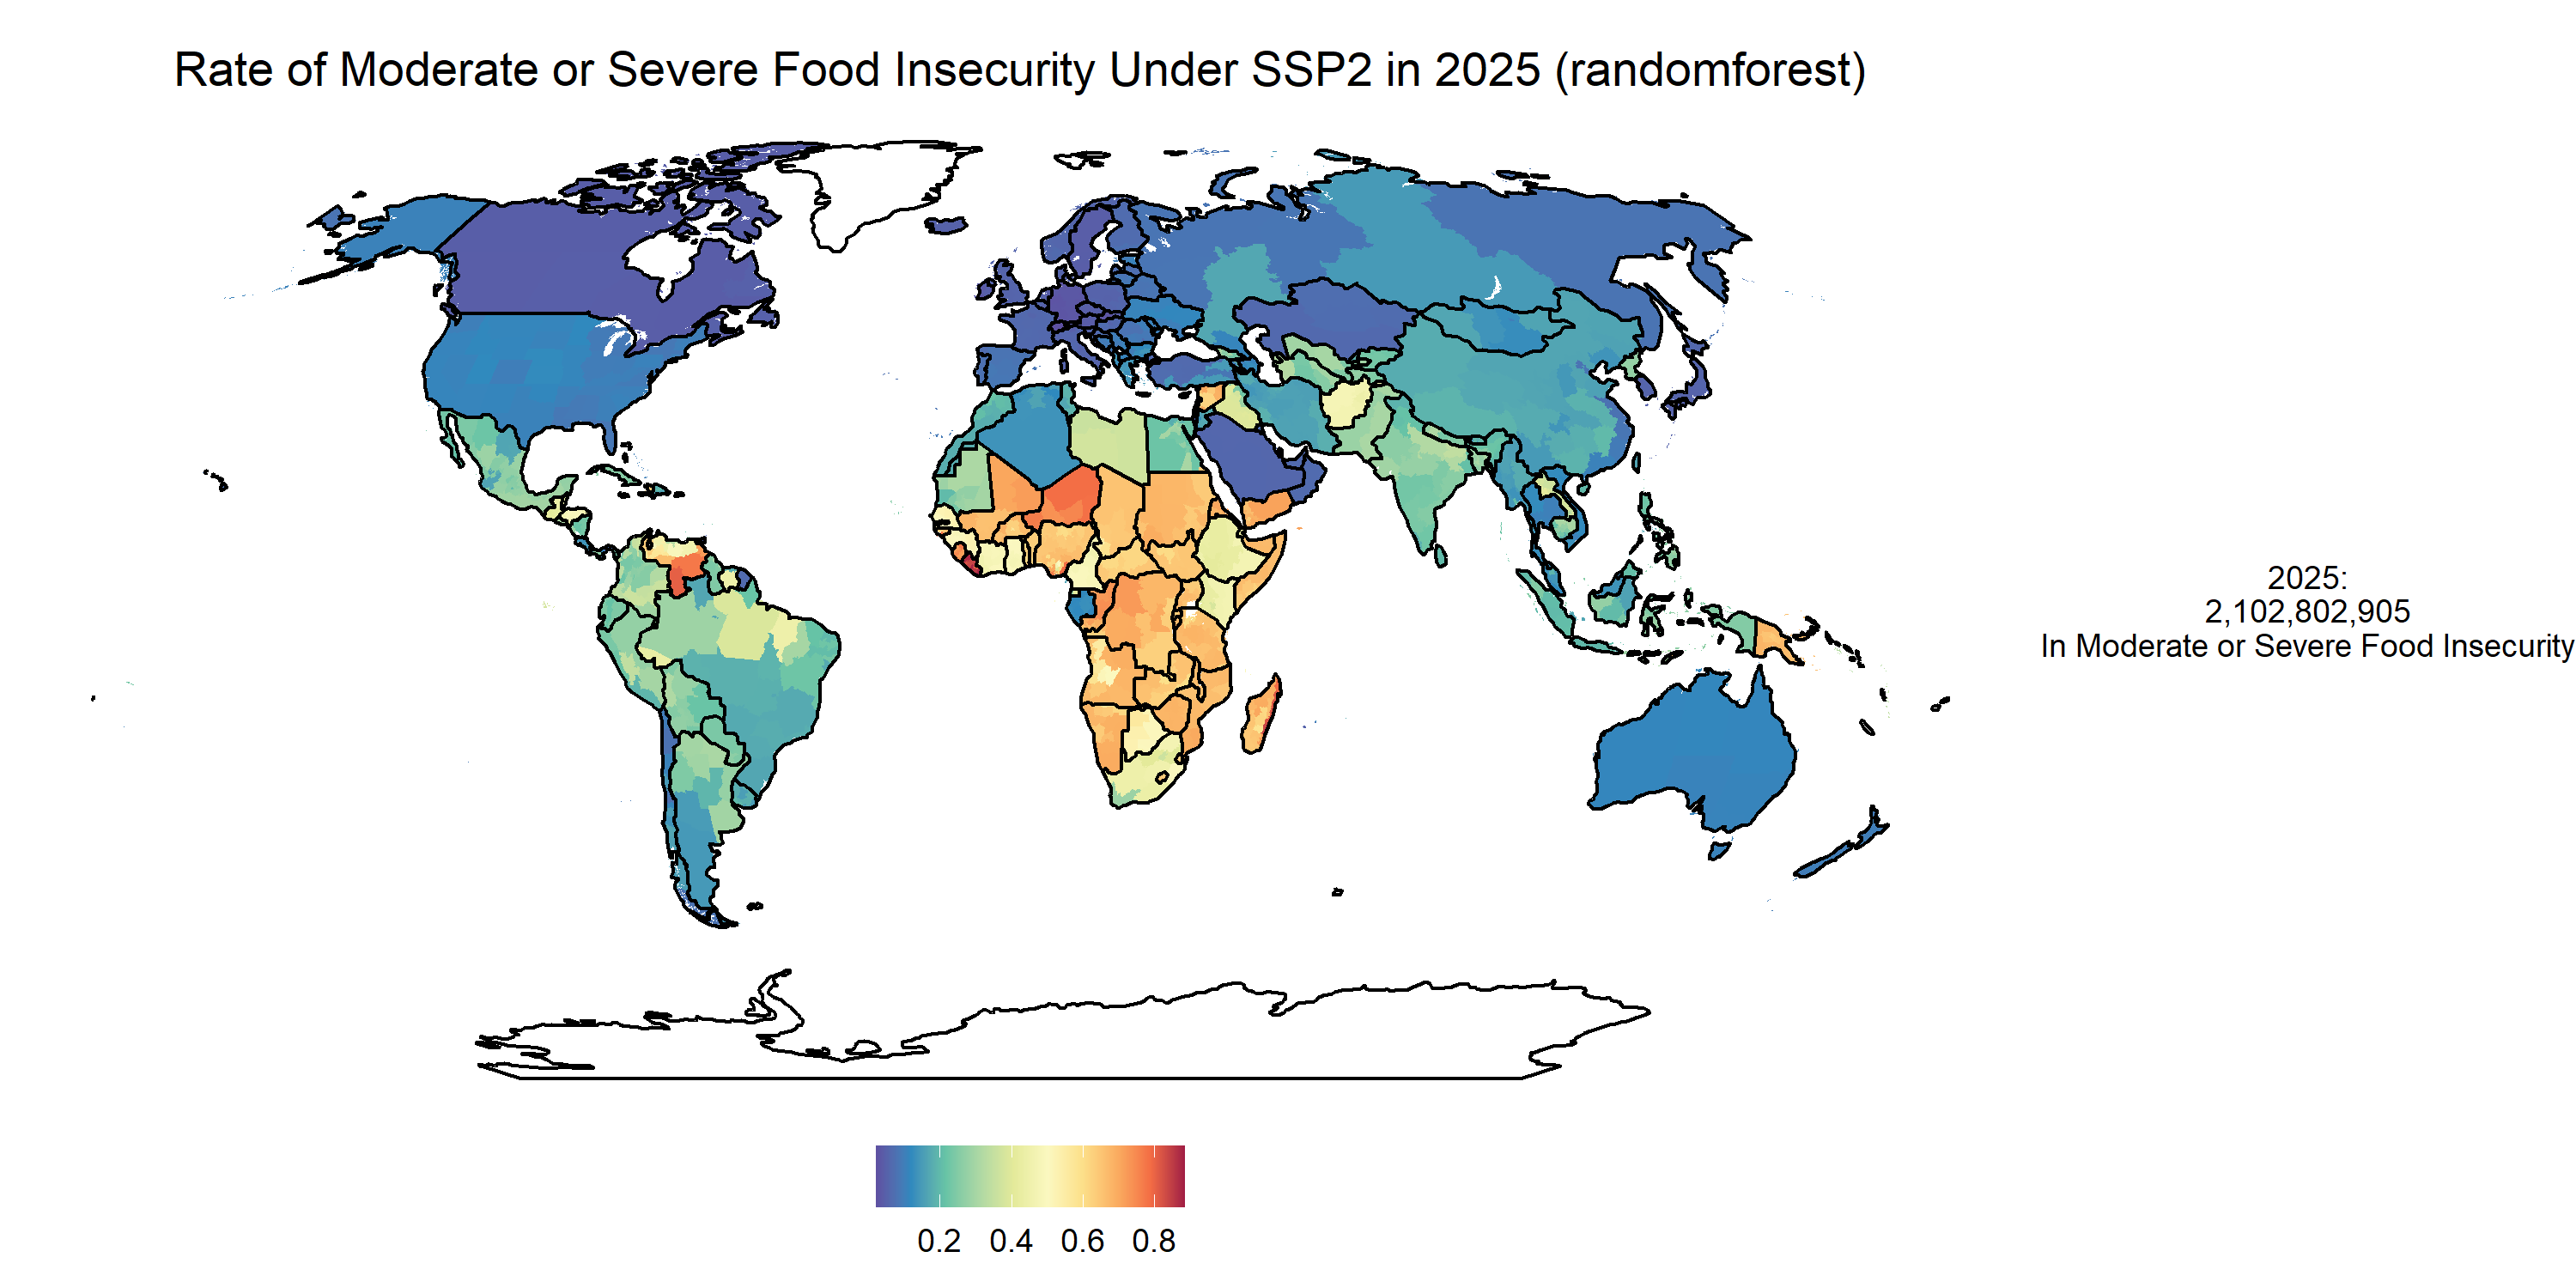 Rate of Moderate or Severe Food Insecurity Under SSP2 in 2025 (randomforest)
2025:
2,102,802,905
In Moderate or Severe Food Insecurity
0.2 0.4 0.6 0.8